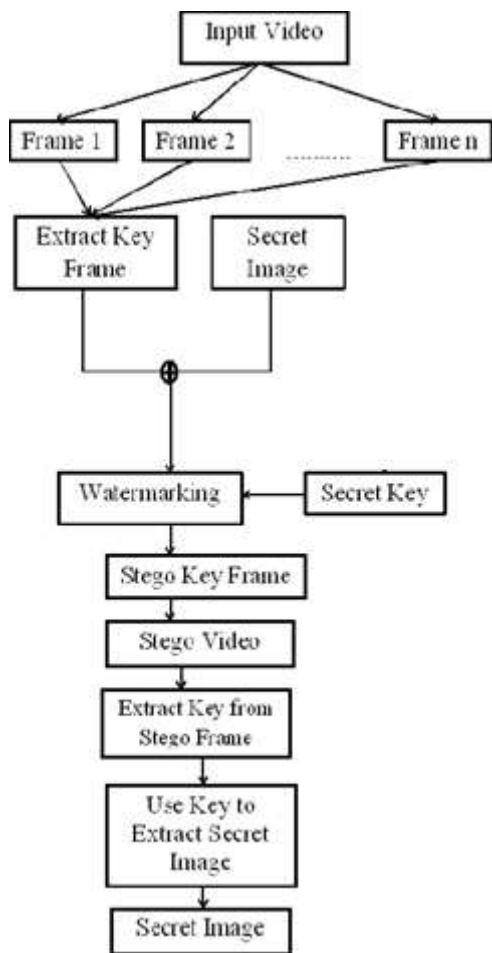 Input Video
Frame 1
Frame 2
..........
Frame n
Extract Key
Frame
Secret
Image
Watermarking
Secret Key
Stego Key Frame
Stego Video
Extract Key from
Stego Frame
Use Key to
Extract Secret
Image
Secret Image